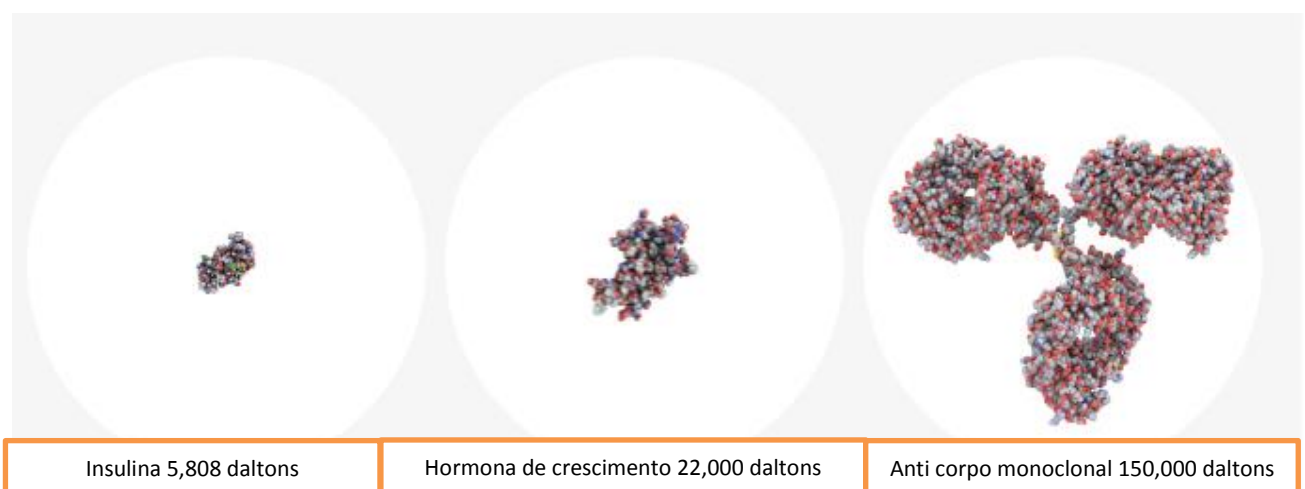 Insulina 5,808 daltons
Hormona de crescimento 22,000 daltons
Anti corpo monoclonal 150,000 daltons